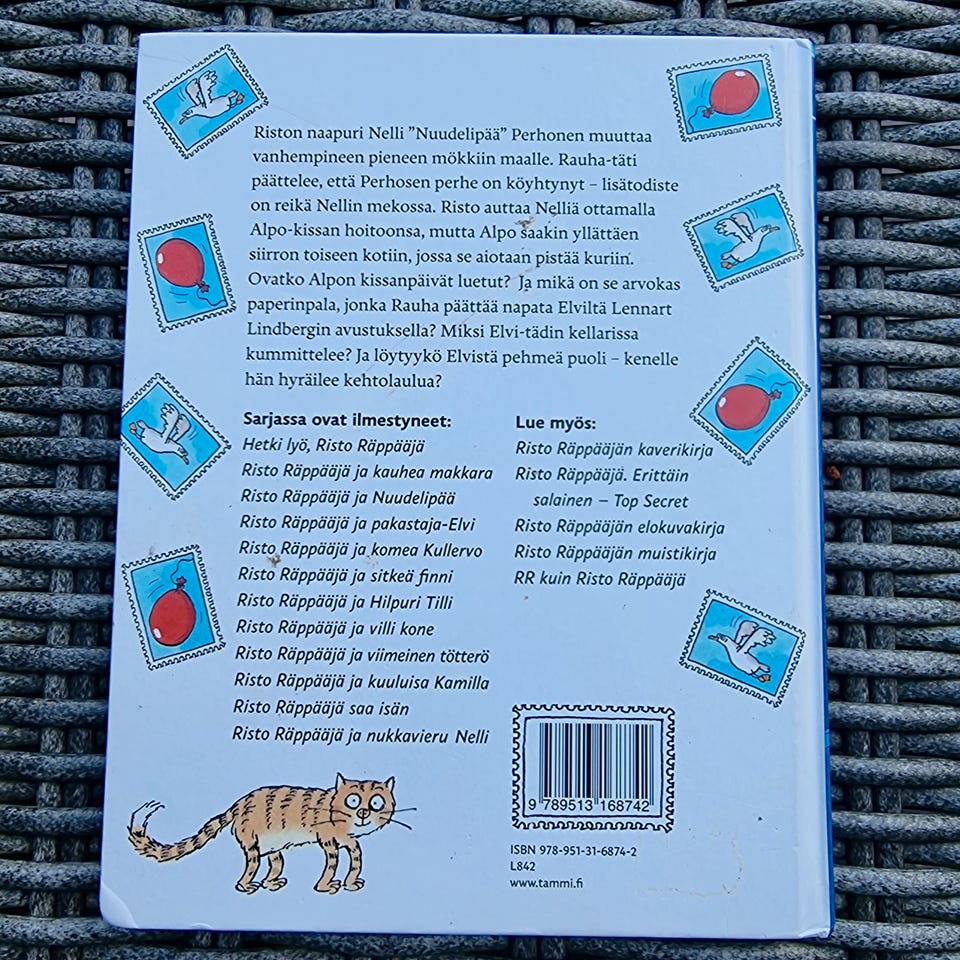 Riston naapuri Nelli ”Nuudelipää” Perhonen muuttaa
vanhempineen pieneen mökkiin maalle. Rauha-täti
päättelee, että Perhosen perhe on köyhtynyt – lisätodiste
on reikä Nellin mekossa. Risto auttaa Nelliä ottamalla
Alpo-kissan hoitoonsa, mutta Alpo saakin yllättäen
siirron toiseen kotiin, jossa se aiotaan pistää kuriin.
Ovatko Alpon kissanpäivät luetut? Ja mikä on se arvokas
paperinpala, jonka Rauha päättää napata Elviltä Lennart
Lindbergin avustuksella? Miksi Elvi-tädin kellarissa
kummittelee? Ja löytyykö Elvistä pehmeä puoli – kenelle
hän hyräilee kehtolaulua?
Sarjassa ovat ilmestyneet:
Hetki lyö, Risto Räppääjä
Risto Räppääjä ja kauhea makkara
Risto Räppääjä ja Nuudelipää
Risto Räppääjä ja pakastaja-Elvi
Risto Räppääjä ja komea Kullervo
Risto Räppääjä ja sitkeä finni
Risto Räppääjä ja Hilpuri Tilli
Risto Räppääjä ja villi kone
Risto Räppääjä ja viimeinen tötterö
Risto Räppääjä ja kuuluisa Kamilla
Risto Räppääjä saa isän
Risto Räppääjä ja nukkavieru Nelli
Lue myös:
Risto Räppääjän kaverikirja
Risto Räppääjä. Erittäin
salainen – Top Secret
Risto Räppääjän elokuvakirja
Risto Räppääjän muistikirja
RR kuin Risto Räppääjä
9 789513 168742
ISBN 978-951-31-6874-2
L842
www.tammi.fi